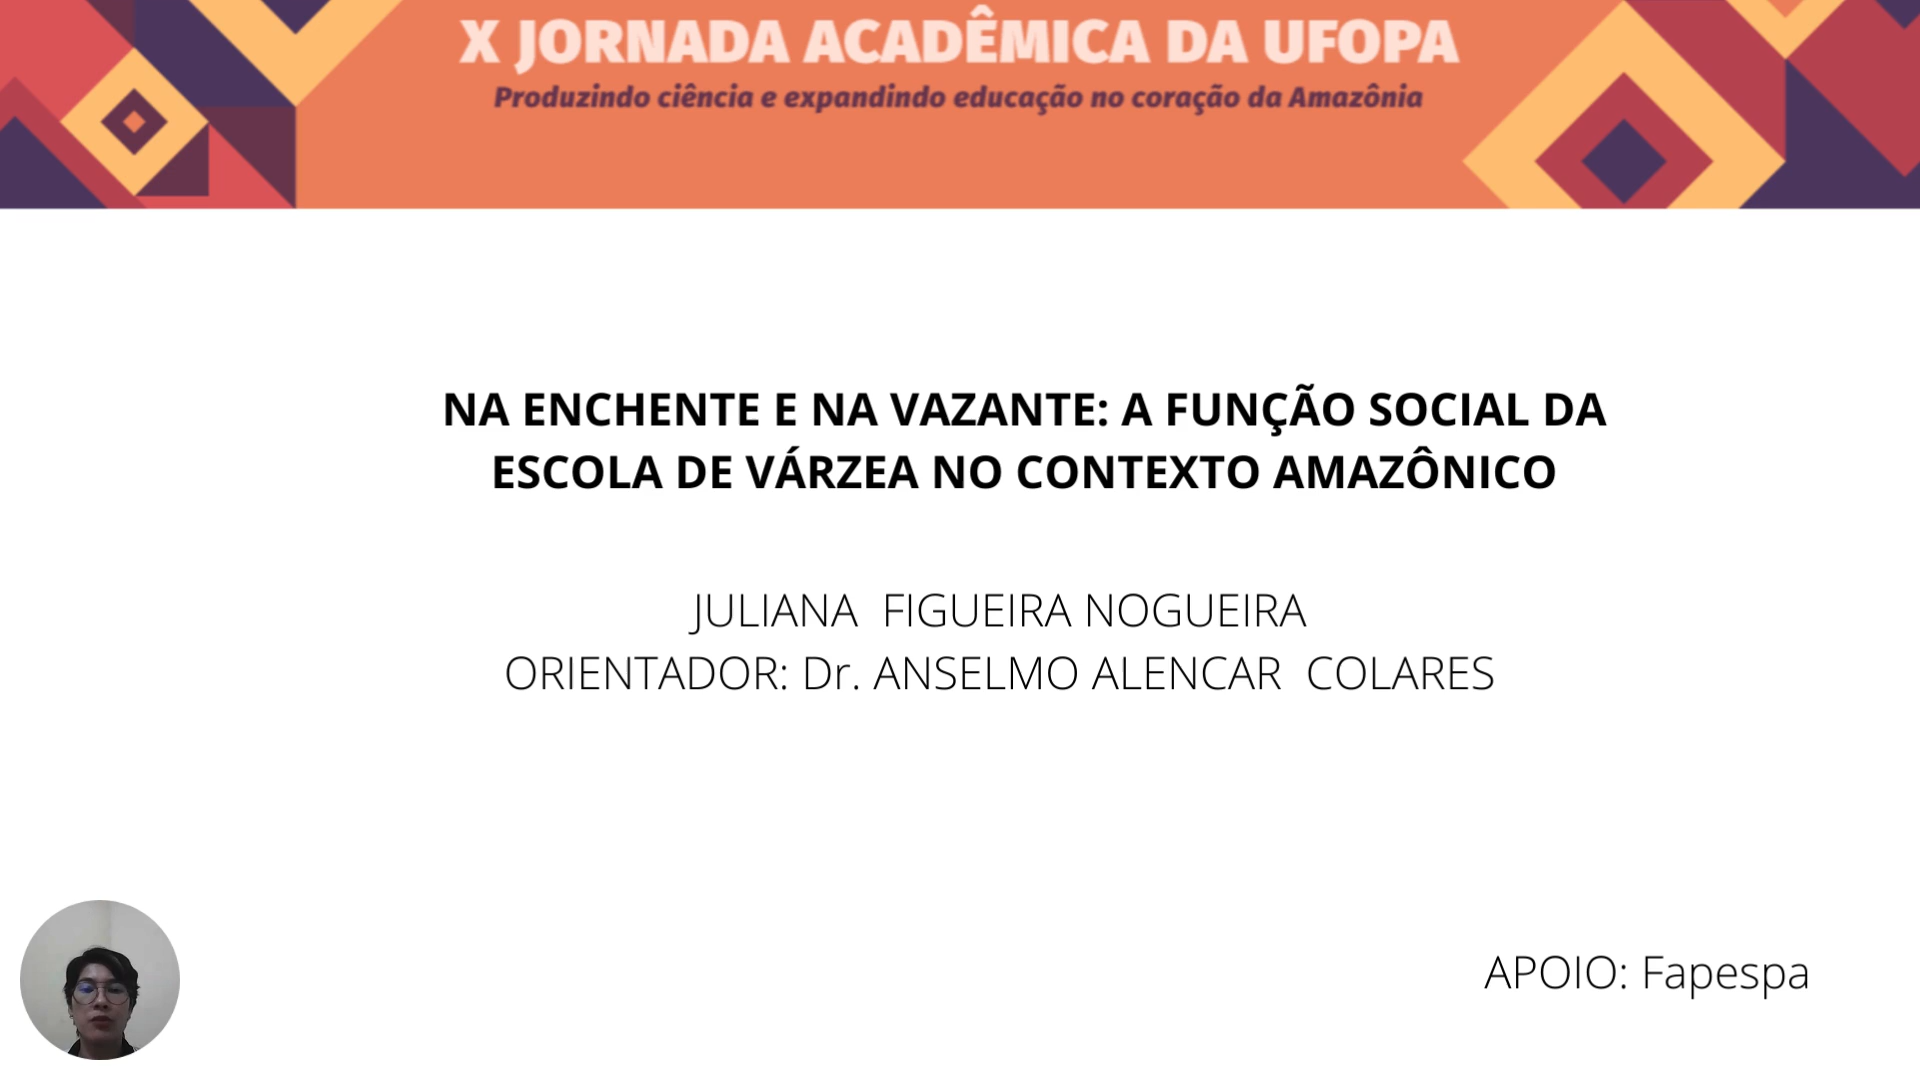 X JORNADA ACADÊMICA DA UFOPA
Produzindo ciência e expandindo educação no coração da Amazônia
NA ENCHENTE E NA VAZANTE: A FUNÇÃO SOCIAL DA
ESCOLA DE VÁRZEA NO CONTEXTO AMAZÔNICO
JULIANA FIGUEIRA NOGUEIRA
ORIENTADOR: Dr. ANSELMO ALENCAR COLARES
APOIO: Fapespa